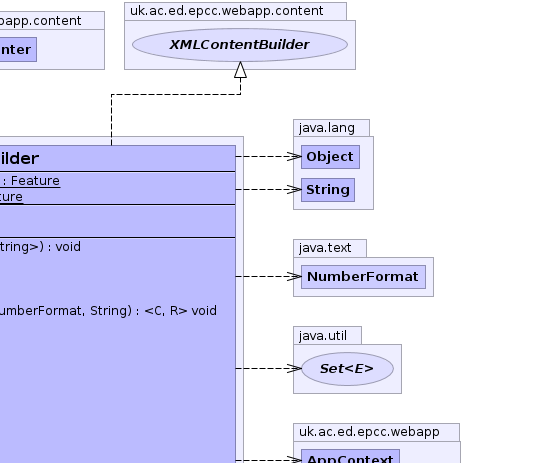 uk.ac.ed.epcc.webapp.content
XMLContentBuilder
bapp.content
nter
java.lang
Object
String
ilder
: Feature
ture
tring>) : void
umberFormat, String) : <C, R> void
java.text
NumberFormat
java.util
Set<E>
uk.ac.ed.epcc.webapp
AppContext